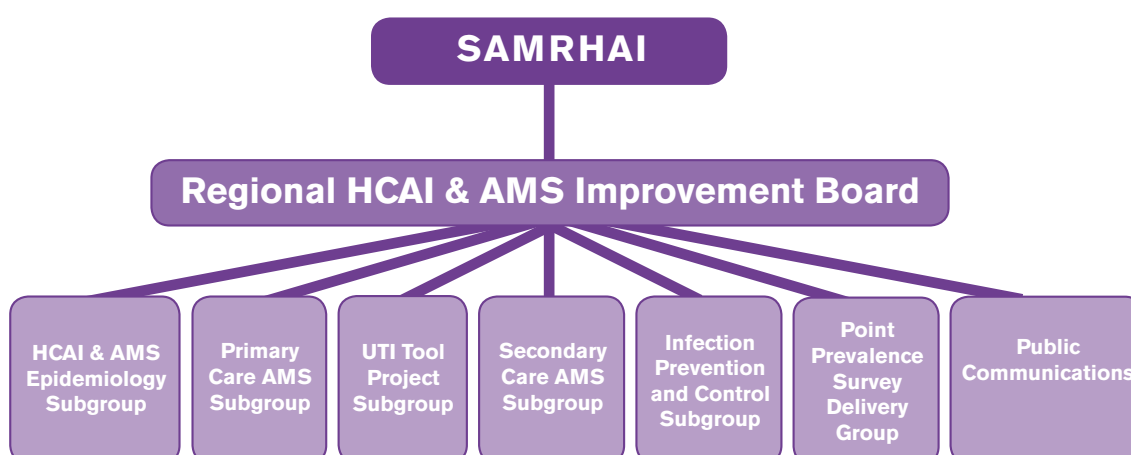 SAMRHAI
Regional HCAI & AMS Improvement Board
HCAI & AMS
Epidemiology
Subgroup
Primary
Care AMS
Subgroup
UTI Tool
Project
Subgroup
Secondary
Care AMS
Subgroup
Infection
Prevention
and Control
Subgroup
Point
Prevalence
Survey
Delivery
Group
Public
Communications